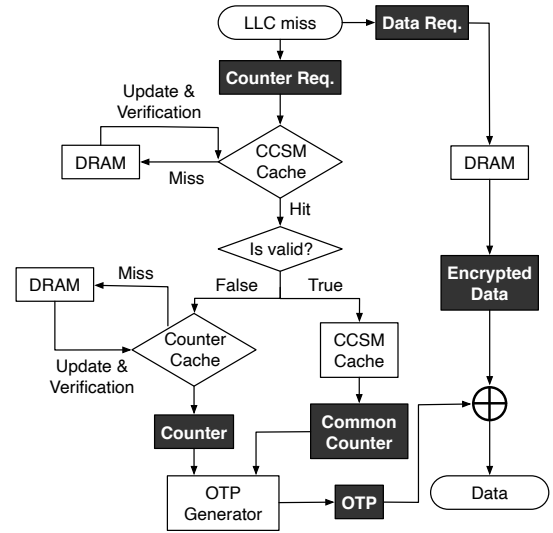 LLC miss
Data Req.
Counter Req.
Update &
Verification
DRAM
Miss
CCSM
Cache
DRAM
Hit
Is valid?
False
True
Encrypted
Data
DRAM
Miss
Counter
Cache
Update &
Verification
CCSM
Cache
Counter
Common
Counter
OTP
Generator
OTP
Data